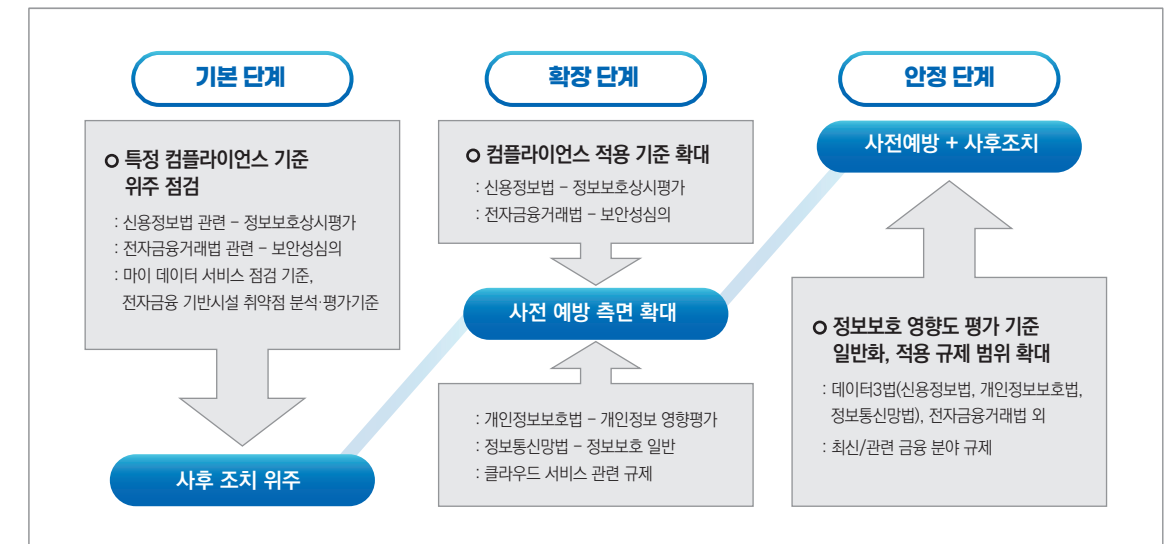 기본 단계
특정 컴플라이언스 기준
위주 점검
: 신용정보법 관련 – 정보보호상시평가
: 전자금융거래법 관련 – 보안성심의
: 마이 데이터 서비스 점검 기준,
전자금융 기반시설 취약점 분석·평가기준
사후 조치 위주
확장 단계
컴플라이언스 적용 기준 확대
: 신용정보법 – 정보보호상시평가
: 전자금융거래법 – 보안성심의
사전 예방 측면 확대
: 개인정보보호법 – 개인정보 영향평가
: 정보통신망법 – 정보보호 일반
: 클라우드 서비스 관련 규제
안정 단계
사전예방 + 사후조치
정보보호 영향도 평가 기준
일반화, 적용 규제 범위 확대
: 데이터3법(신용정보법, 개인정보보호법,
정보통신망법), 전자금융거래법 외
: 최신/관련 금융 분야 규제